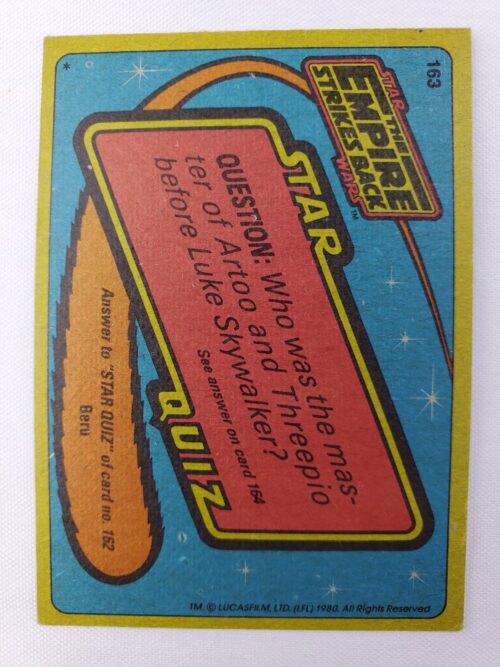 163
STAR
THE
EMPIRE
STRIKES BACK
WARS™
STAR
QUESTION: Who was the mas-
ter of Artoo and Threepio
before Luke Skywalker?
See answer on card 164
QUIZ
Answer to "STAR QUIZ" of card no. 162
Beru
*
TM, © LUCASFILM, LTD. (LFL) 1980. All Rights Reserved